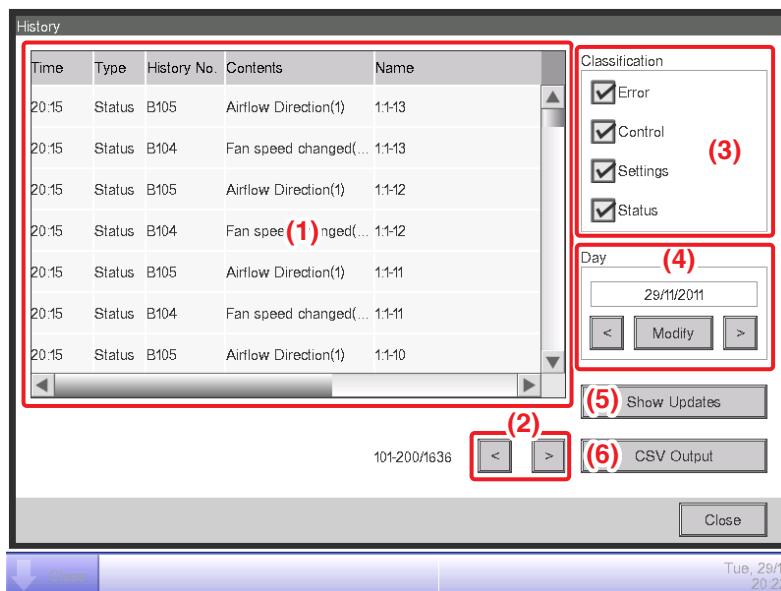 History
Time Type History No. Contents Name
20:15 Status B105 Airflow Direction(1) 1:1-13
20:15 Status B104 Fan speed changed(... 1:1-13
20:15 Status B105 Airflow Direction(1) 1:1-12
20:15 Status B104 Fan spe (1) nged(... 1:1-12
20:15 Status B105 Airflow Direction(1) 1:1-11
20:15 Status B104 Fan speed changed(... 1:1-11
20:15 Status B105 Airflow Direction(1) 1:1-10
(2)
101-200/1636 < >
Classification
Error
Control
(3)
Settings
Status
Day
(4)
29/11/2011
< Modify >
(5) Show Updates
(6) CSV Output
Close
Tue, 29/1
20:2